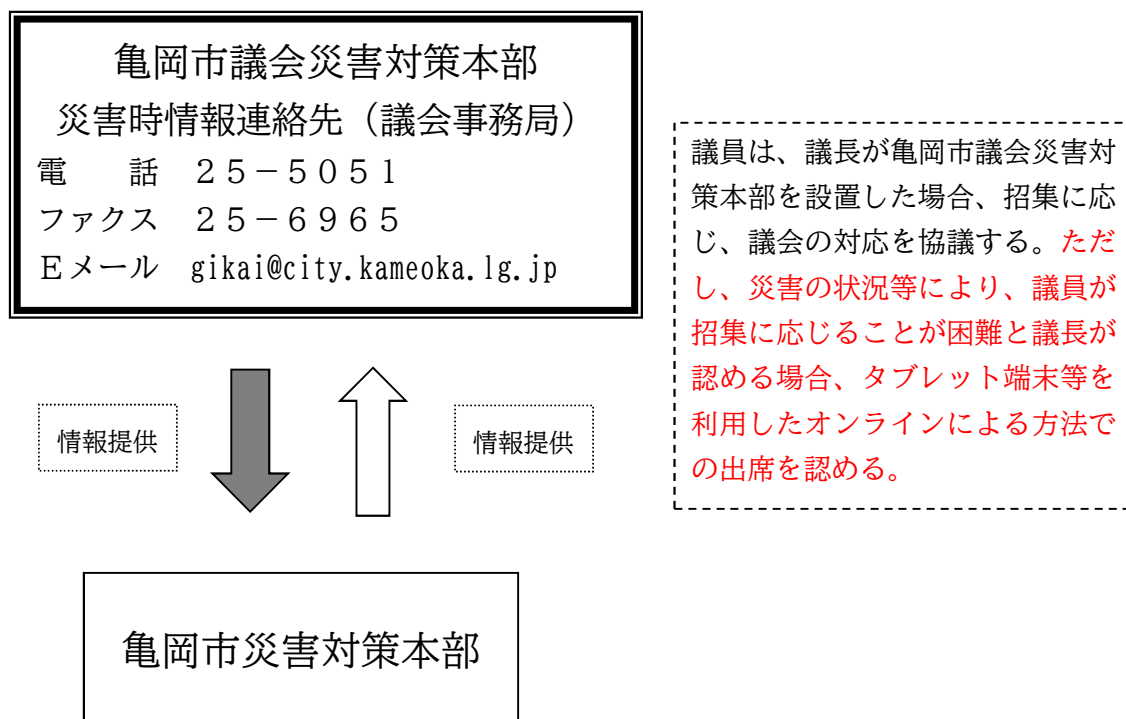 亀岡市議会災害対策本部
災害時情報連絡先（議会事務局）
電　　話　２５－５０５１
ファクス　２５－６９６５
Ｅメール　gikai@city.kameoka.lg.jp
議員は、議長が亀岡市議会災害対
策本部を設置した場合、招集に応
じ、議会の対応を協議する。ただ
し、災害の状況等により、議員が
招集に応じることが困難と議長が
認める場合、タブレット端末等を
利用したオンラインによる方法で
の出席を認める。
情報提供
情報提供
亀岡市災害対策本部